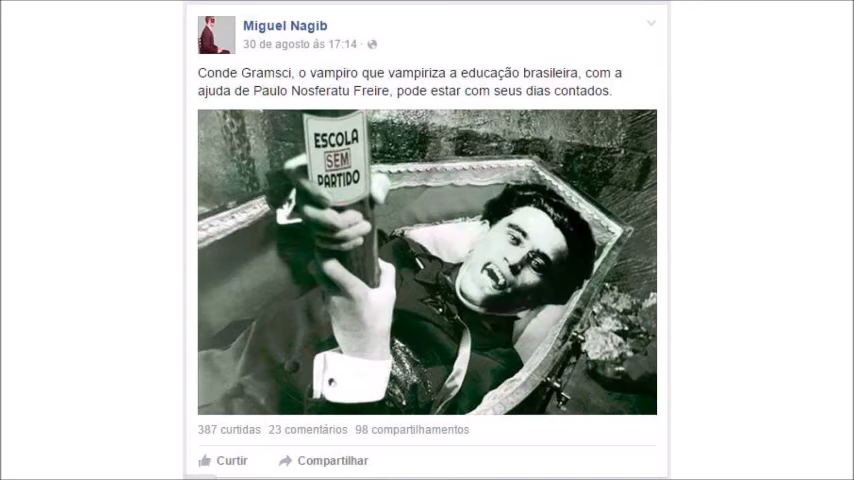 Miguel Nagib
30 de agosto ás 17:14 ·
Conde Gramsci, o vampiro que vampiriza a educação brasileira, com a
ajuda de Paulo Nosferatu Freire, pode estar com seus dias contados.
ESCOLA
SEM
PARTIDO
387 curtidas 23 comentários 98 compartilhamentos
Curtir Compartilhar